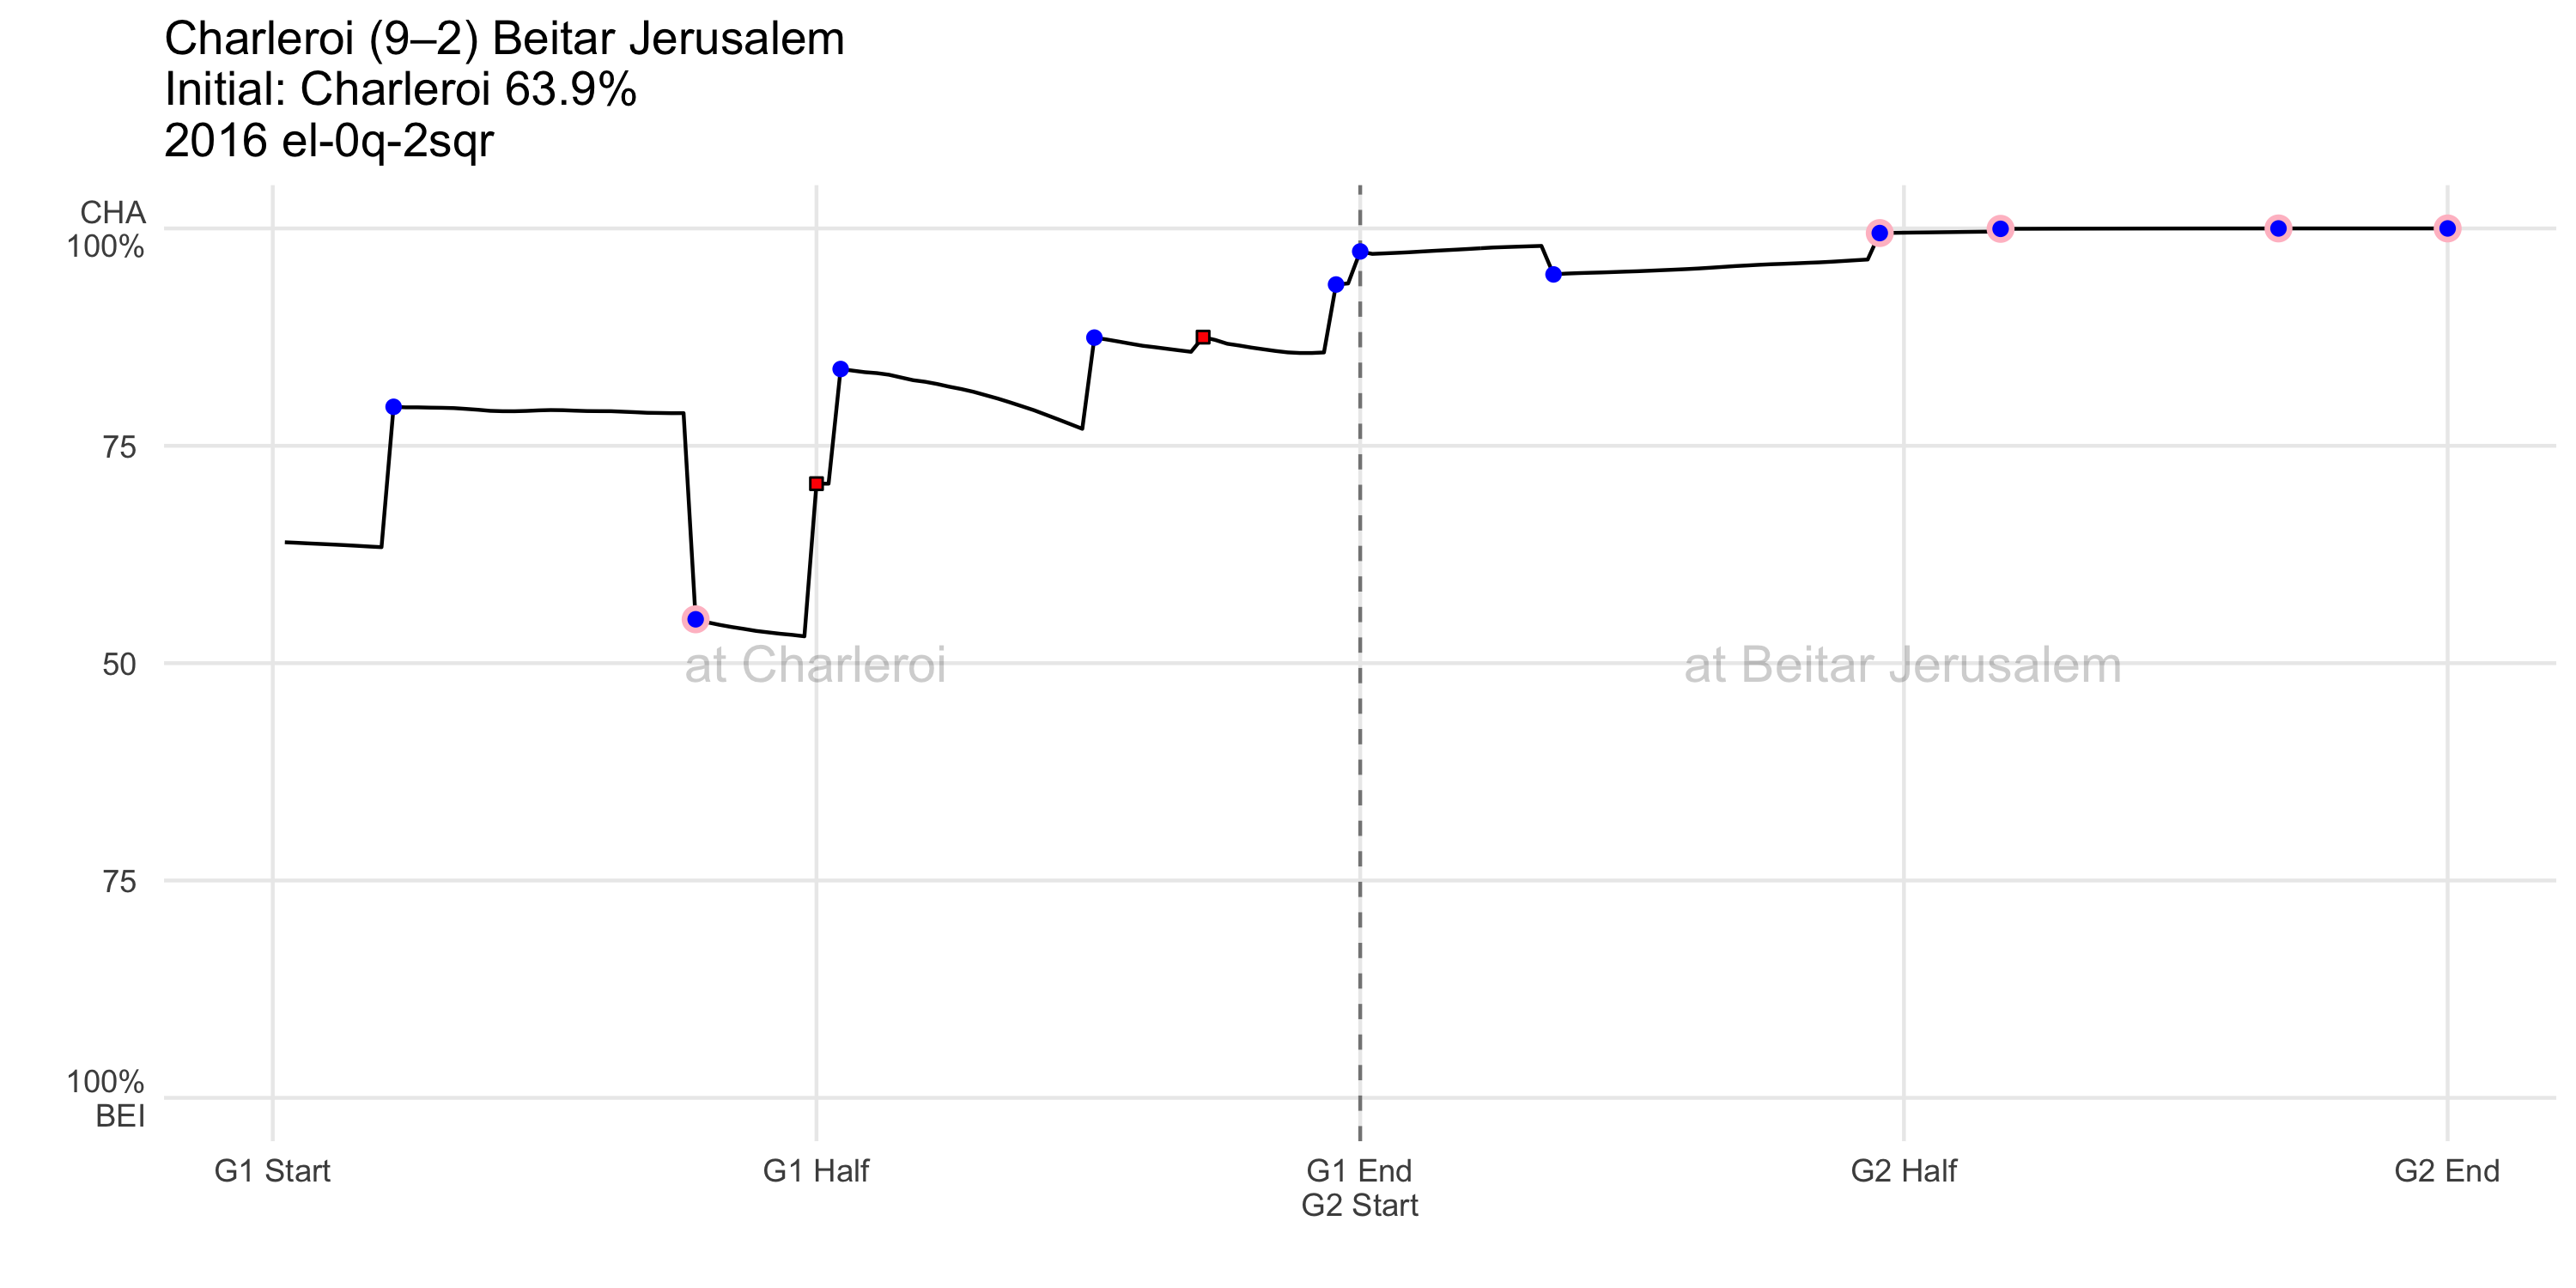 Charleroi (9–2) Beitar Jerusalem
Initial: Charleroi 63.9%
2016 el-0q-2sqr
CHA
100%
75
50
75
100%
BEI
at Charleroi
at Beitar Jerusalem
G1 Start
G1 Half
G1 End
G2 Start
G2 Half
G2 End